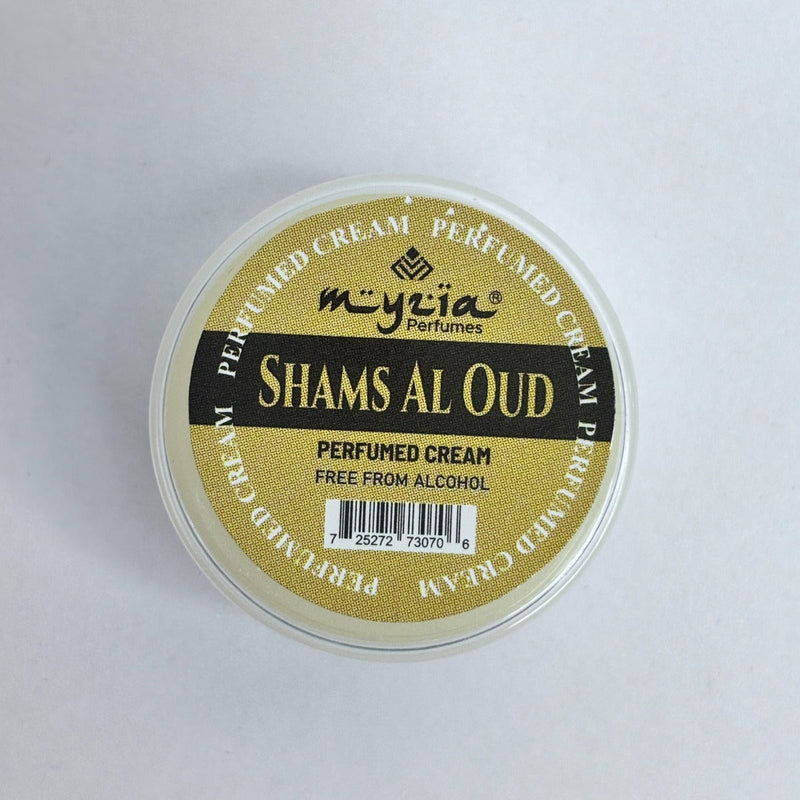 PERFUMED CREAM PERFUMED CREAM PERFUMED CREAM PERFUMED CREAM
myzia®
Perfumes
SHAMS AL OUD
PERFUMED CREAM
FREE FROM ALCOHOL
7 25272 73070 6